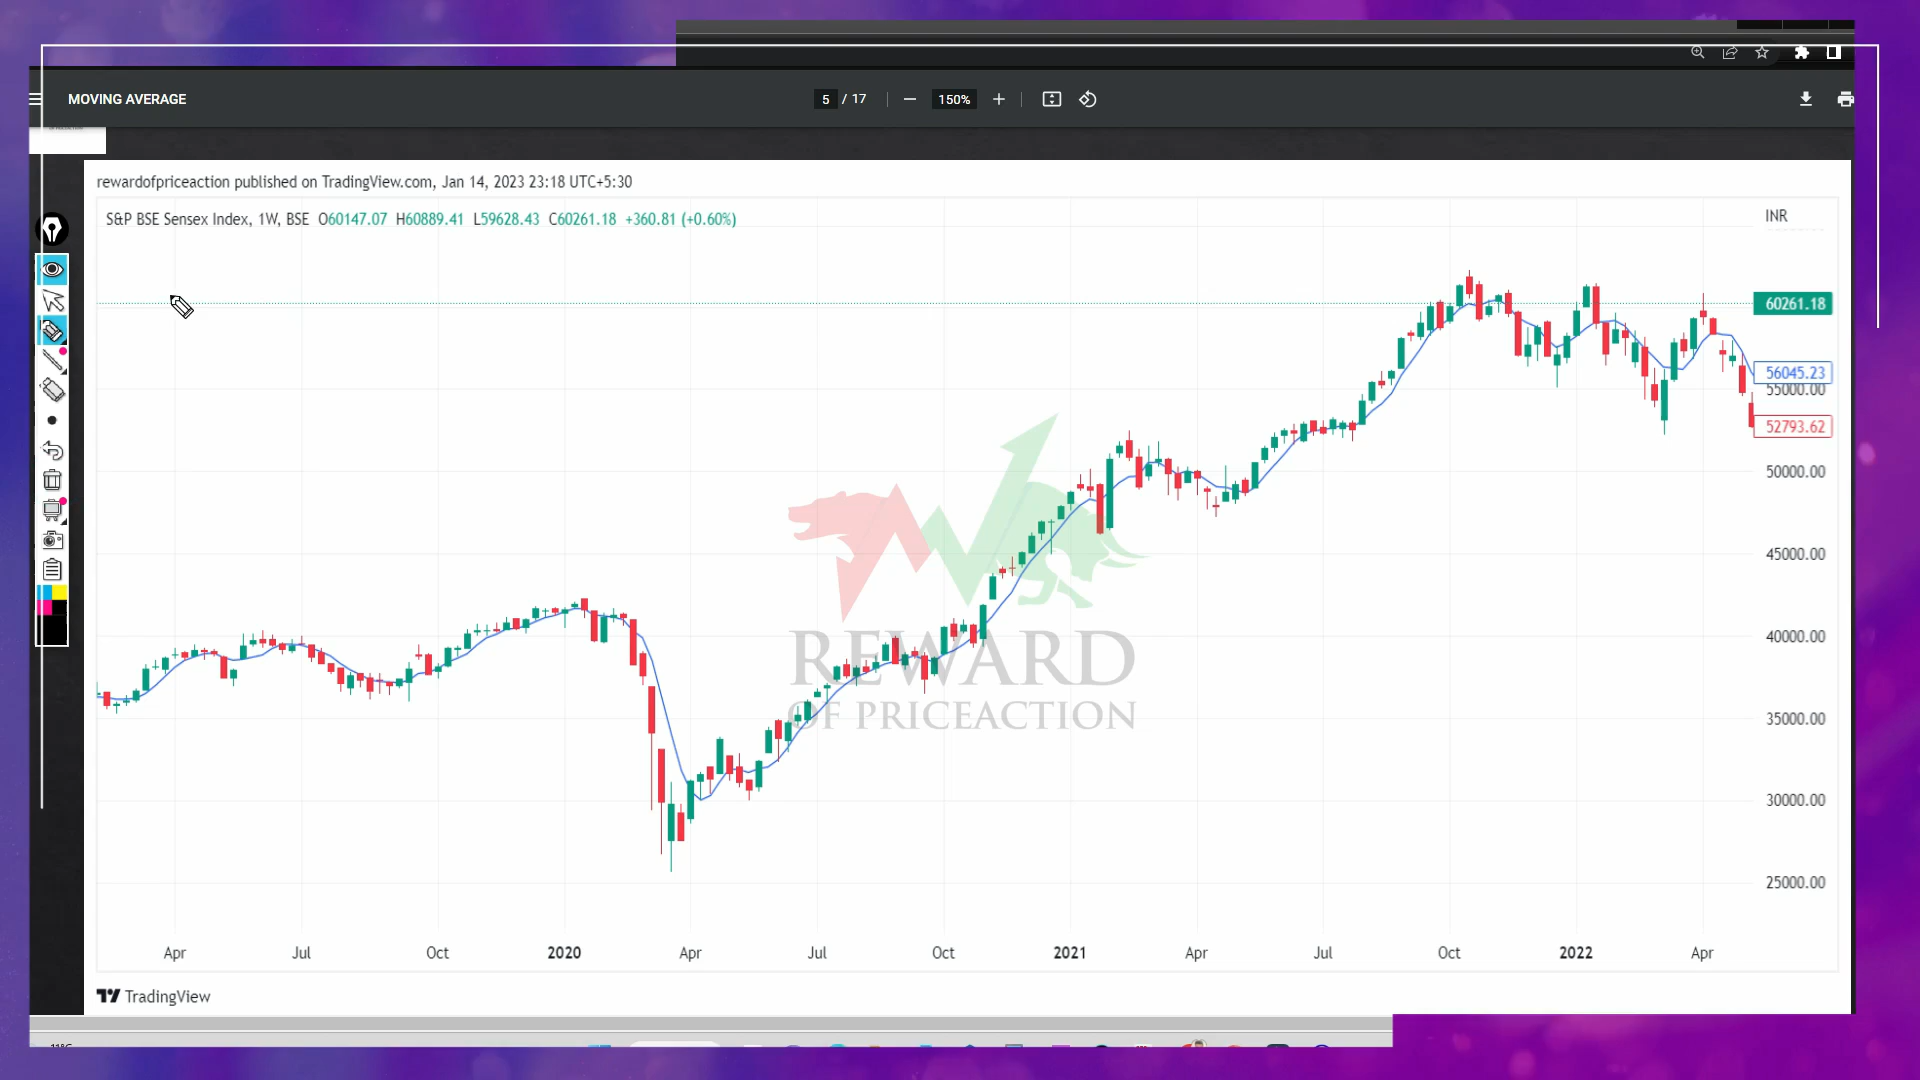 MOVING AVERAGE
5 / 17
150%
rewardofpriceaction published on TradingView.com, Jan 14, 2023 23:18 UTC+5:30
S&P BSE Sensex Index, 1W, BSE O60147.07 H60889.41 L59628.43 C60261.18 +360.81 (+0.60%)
INR
60261.18
56045.23
55000.00
52793.62
50000.00
45000.00
40000.00
35000.00
30000.00
25000.00
REWARD
OF PRICEACTION
Apr Jul Oct 2020 Apr Jul Oct 2021 Apr Jul Oct 2022 Apr
TradingView